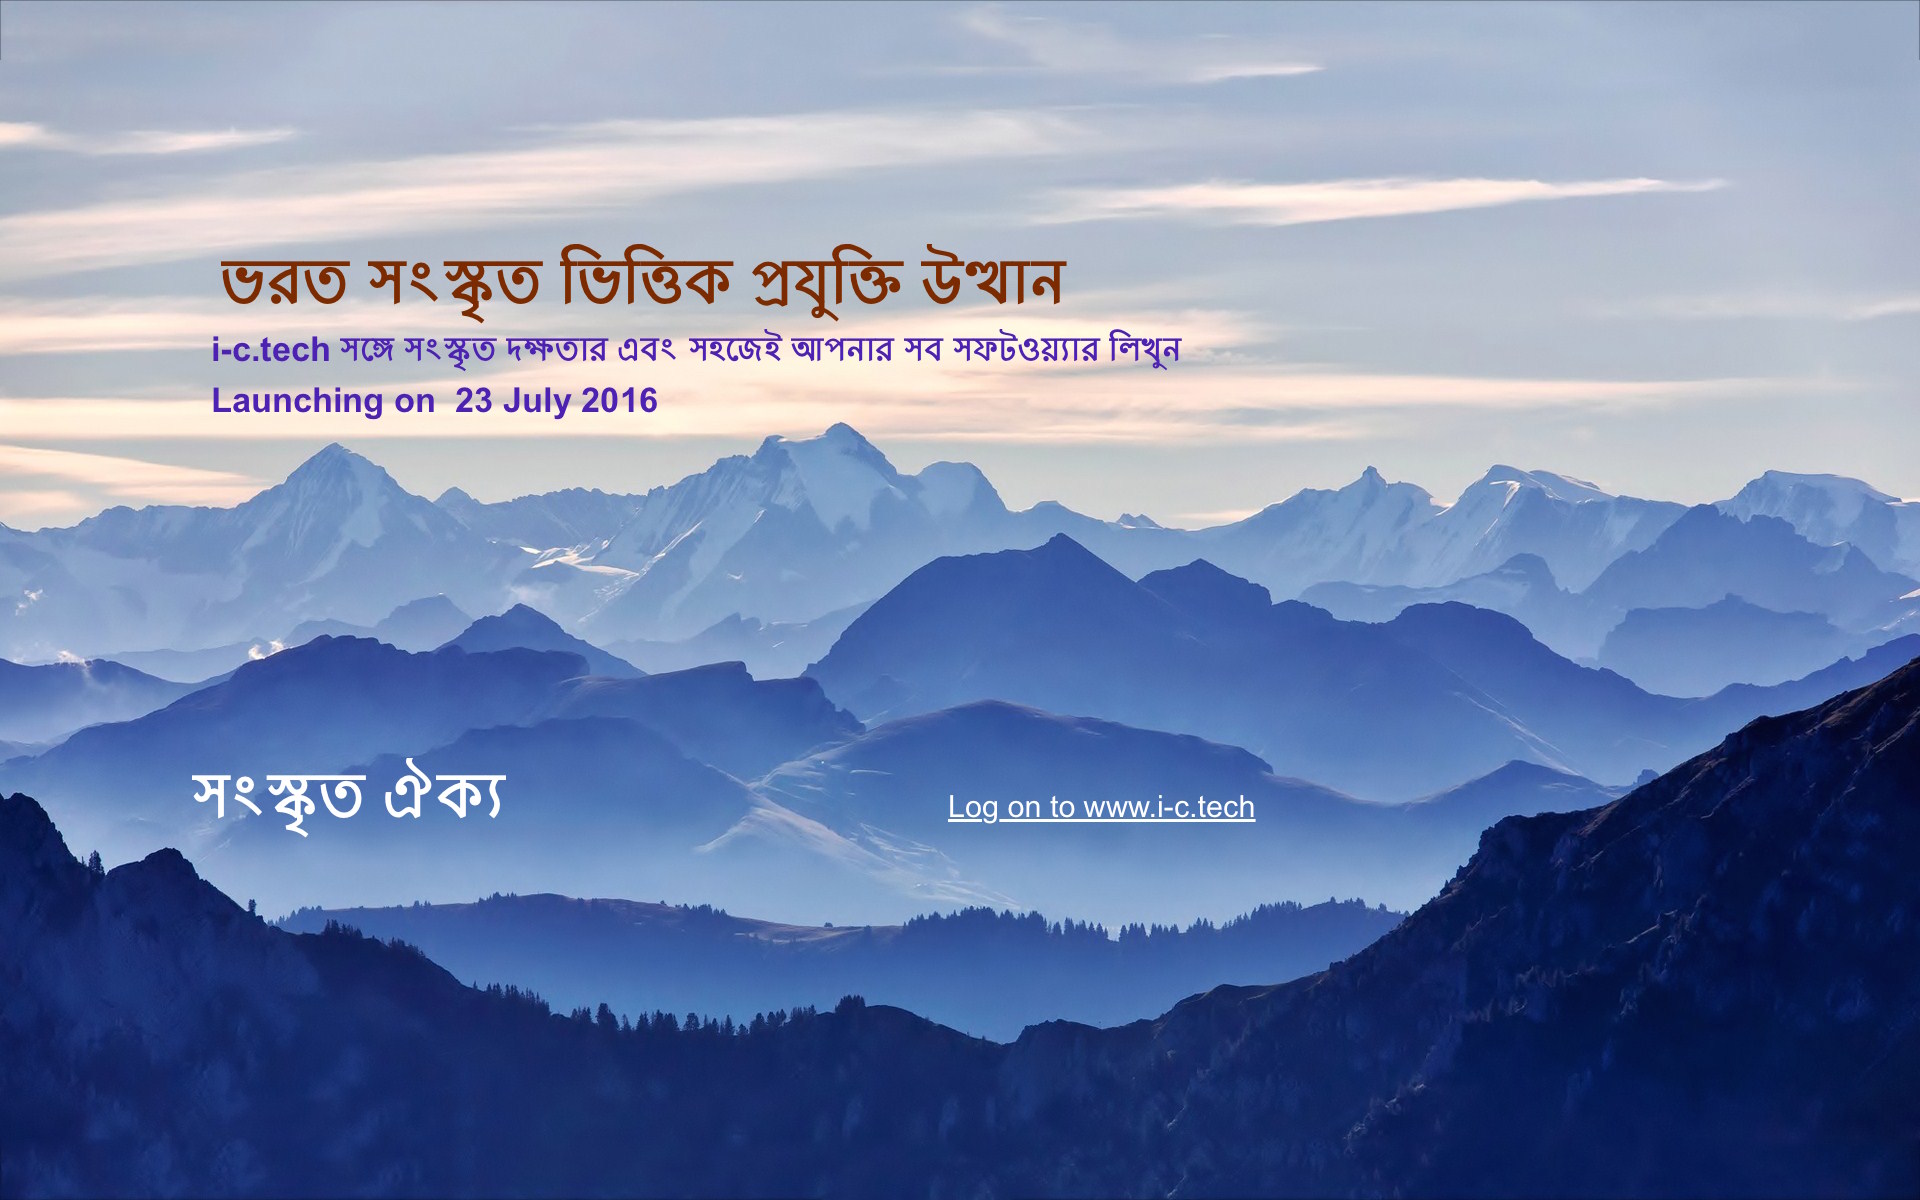 ভরত সংস্কৃত ভিত্তিক প্রযুক্তি উত্থান
i-c.tech সঙ্গে সংস্কৃত দক্ষতার এবং সহজেই আপনার সব সফটওয়্যার লিখুন
Launching on 23 July 2016
সংস্কৃত ঐক্য
Log on to www.i-c.tech